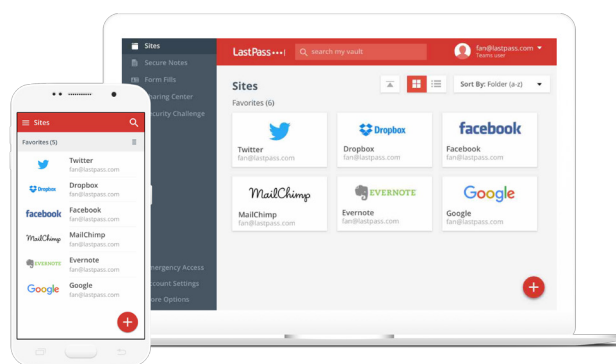 Sites
Favorites (5)
Twitter
fan@lastpass.com
Dropbox
Dropbox
fan@lastpass.com
facebook
Facebook
fan@lastpass.com
MailChimp
MailChimp
fan@lastpass.com
EVERNOTE
Evernote
fan@lastpass.com
Google
Google
fan@lastpass.com
Sites
Secure Notes
Form Fills
haring Center
ecurity Challenge
mergency Access
ccount Settings
ore Options
LastPass
search my vault
fan@lastpass.com
Teams user
Sites
Sort By: Folder (a-z)
Favorites (6)
Twitter
fan@lastpass.com
Dropbox
Dropbox
fan@lastpass.com
facebook
Facebook
fan@lastpass.com
MailChimp
MailChimp
fan@lastpass.com
EVERNOTE
Evernote
fan@lastpass.com
Google
Google
fan@lastpass.com